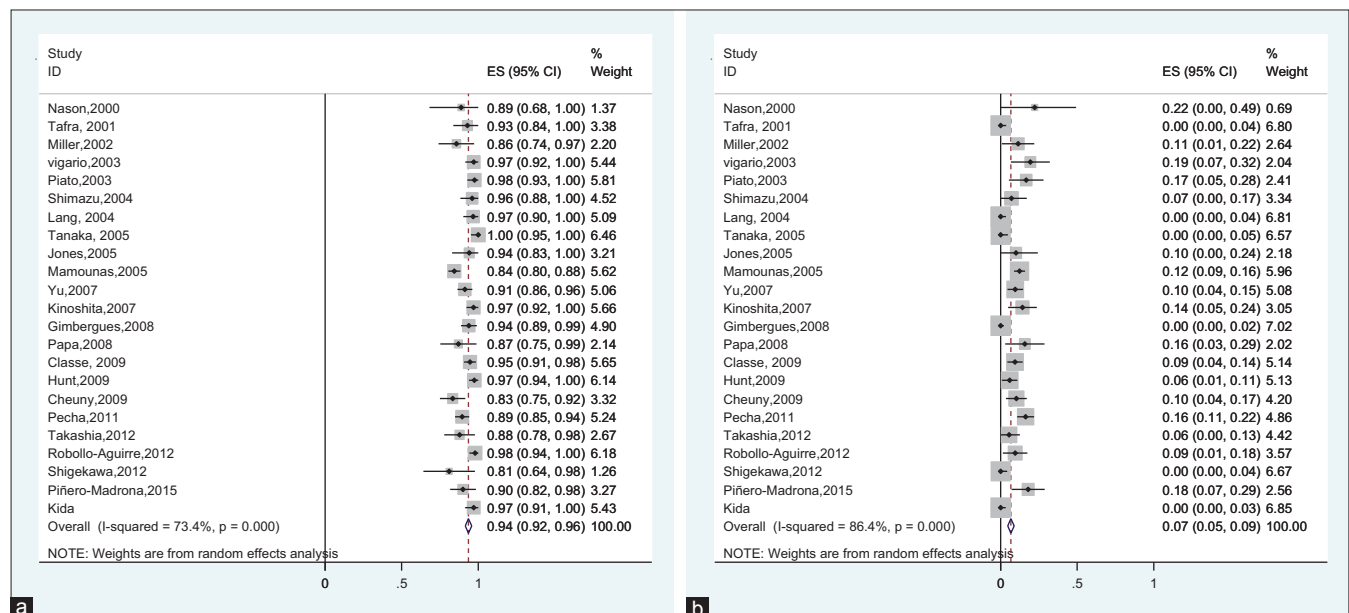 Study %
ID ES (95% CI) Weight
Nason,2000 0.89 (0.68, 1.00) 1.37
Tafra, 2001 0.93 (0.84, 1.00) 3.38
Miller,2002 0.86 (0.74, 0.97) 2.20
vigario,2003 0.97 (0.92, 1.00) 5.44
Piato,2003 0.98 (0.93, 1.00) 5.81
Shimazu,2004 0.96 (0.88, 1.00) 4.52
Lang, 2004 0.97 (0.90, 1.00) 5.09
Tanaka, 2005 1.00 (0.95, 1.00) 6.46
Jones,2005 0.94 (0.83, 1.00) 3.21
Mamounas,2005 0.84 (0.80, 0.88) 5.62
Yu,2007 0.91 (0.86, 0.96) 5.06
Kinoshita,2007 0.97 (0.92, 1.00) 5.66
Gimbergues,2008 0.94 (0.89, 0.99) 4.90
Papa,2008 0.87 (0.75, 0.99) 2.14
Classe, 2009 0.95 (0.91, 0.98) 5.65
Hunt,2009 0.97 (0.94, 1.00) 6.14
Cheuny,2009 0.83 (0.75, 0.92) 3.32
Pecha,2011 0.89 (0.85, 0.94) 5.24
Takashia,2012 0.88 (0.78, 0.98) 2.67
Robollo-Aguirre,2012 0.98 (0.94, 1.00) 6.18
Shigekawa,2012 0.81 (0.64, 0.98) 1.26
Piñero-Madrona,2015 0.90 (0.82, 0.98) 3.27
Kida 0.97 (0.91, 1.00) 5.43
Overall (I-squared = 73.4%, p = 0.000) 0.94 (0.92, 0.96) 100.00
NOTE: Weights are from random effects analysis
0 .5 1
a
Study %
ID ES (95% CI) Weight
Nason,2000 0.22 (0.00, 0.49) 0.69
Tafra, 2001 0.00 (0.00, 0.04) 6.80
Miller,2002 0.11 (0.01, 0.22) 2.64
vigario,2003 0.19 (0.07, 0.32) 2.04
Piato,2003 0.17 (0.05, 0.28) 2.41
Shimazu,2004 0.07 (0.00, 0.17) 3.34
Lang, 2004 0.00 (0.00, 0.04) 6.81
Tanaka, 2005 0.00 (0.00, 0.05) 6.57
Jones,2005 0.10 (0.00, 0.24) 2.18
Mamounas,2005 0.12 (0.09, 0.16) 5.96
Yu,2007 0.10 (0.04, 0.15) 5.08
Kinoshita,2007 0.14 (0.05, 0.24) 3.05
Gimbergues,2008 0.00 (0.00, 0.02) 7.02
Papa,2008 0.16 (0.03, 0.29) 2.02
Classe, 2009 0.09 (0.04, 0.14) 5.14
Hunt,2009 0.06 (0.01, 0.11) 5.13
Cheuny,2009 0.10 (0.04, 0.17) 4.20
Pecha,2011 0.16 (0.11, 0.22) 4.86
Takashia,2012 0.06 (0.00, 0.13) 4.42
Robollo-Aguirre,2012 0.09 (0.01, 0.18) 3.57
Shigekawa,2012 0.00 (0.00, 0.04) 6.67
Piñero-Madrona,2015 0.18 (0.07, 0.29) 2.56
Kida 0.00 (0.00, 0.03) 6.85
Overall (I-squared = 86.4%, p = 0.000) 0.07 (0.05, 0.09) 100.00
NOTE: Weights are from random effects analysis
0 .5 1
b